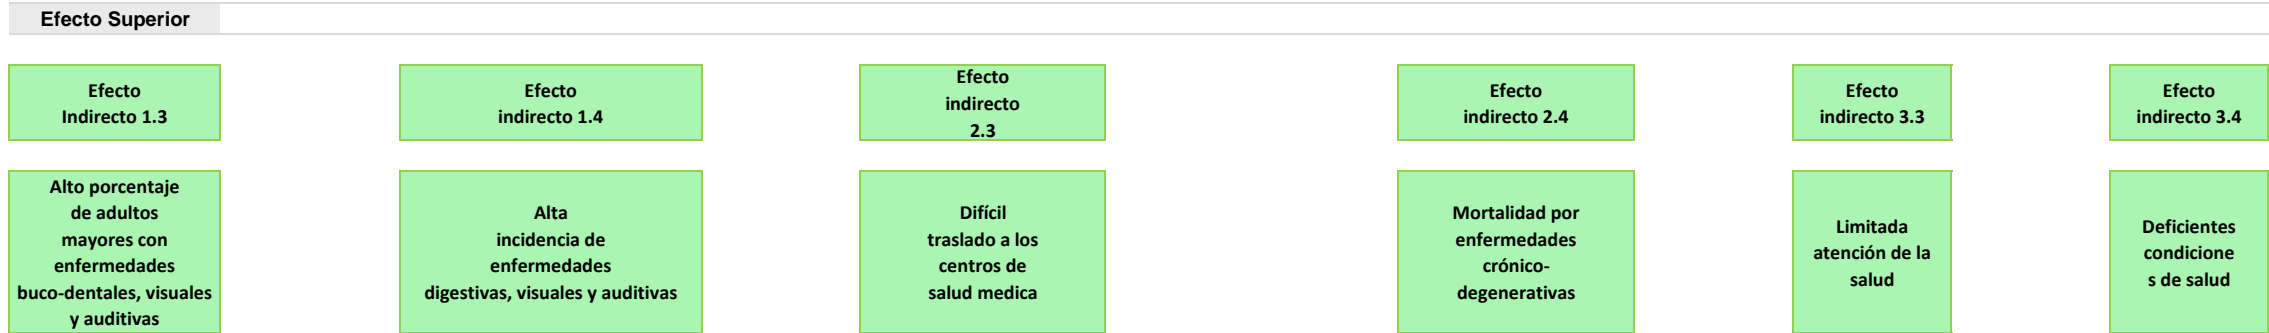 Efecto Superior
Efecto
Indirecto 1.3
Efecto
indirecto 1.4
Efecto
indirecto
2.3
Efecto
indirecto 2.4
Efecto
indirecto 3.3
Efecto
indirecto 3.4
Alto porcentaje
de adultos
mayores con
enfermedades
buco-dentales, visuales
y auditivas
Alta
incidencia de
enfermedades
digestivas, visuales y auditivas
Difícil
traslado a los
centros de
salud medica
Mortalidad por
enfermedades
crónico-
degenerativas
Limitada
atención de la
salud
Deficientes
condicione
s de salud